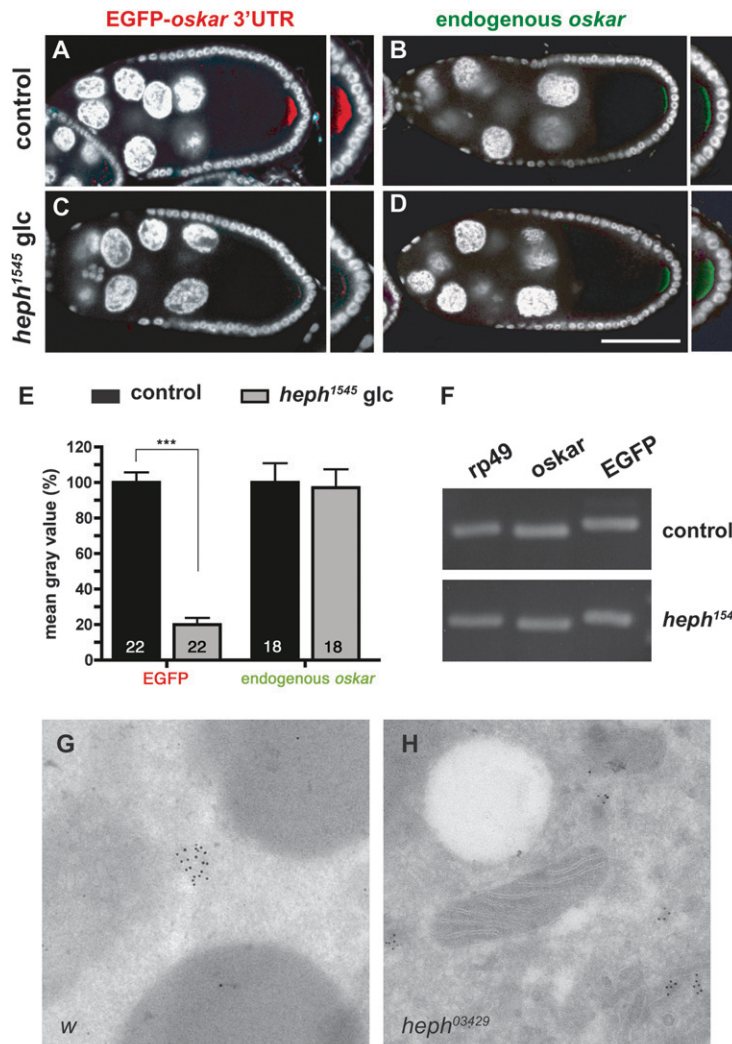 EGFP-oskar 3'UTR
endogenous oskar
control
A
B
heph1545 glc
C
D
E
control
heph1545 glc
F
mean gray value (%)
120
100
80
60
40
20
0
***
22
22
18
18
EGFP
endogenous oskar
rp49
oskar
EGFP
control
heph154
G
w
H
heph03429